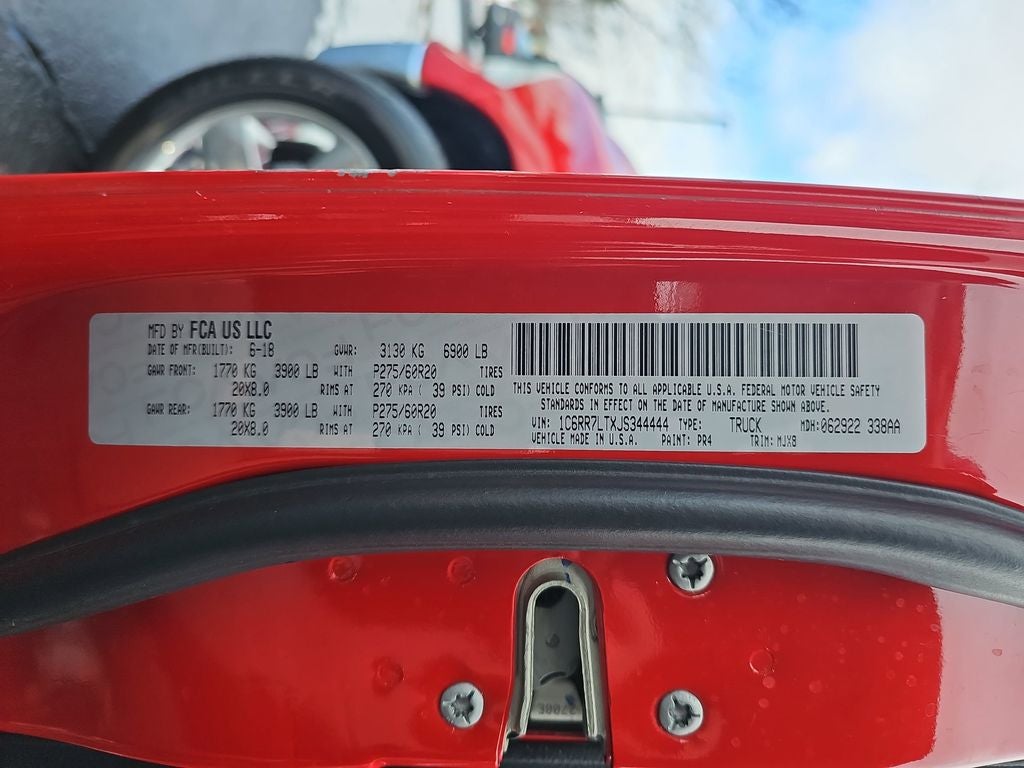 MFD BY FCA US LLC
DATE OF MFR(BUILT): 6-18 GVWR: 3130 KG 6900 LB
GAWR FRONT: 1770 KG 3900 LB WITH P275/60R20 TIRES
20X8.0 RIMS AT 270 KPA ( 39 PSI) COLD
GAWR REAR: 1770 KG 3900 LB WITH P275/60R20 TIRES
20X8.0 RIMS AT 270 KPA ( 39 PSI) COLD
THIS VEHICLE CONFORMS TO ALL APPLICABLE U.S.A. FEDERAL MOTOR VEHICLE SAFETY
STANDARDS IN EFFECT ON THE DATE OF MANUFACTURE SHOWN ABOVE.
VIN: 1C6RR7LTXJS344444 TYPE: TRUCK MDH: 062922 338AA
VEHICLE MADE IN U.S.A. PAINT: PR4 TRIM: MJX8